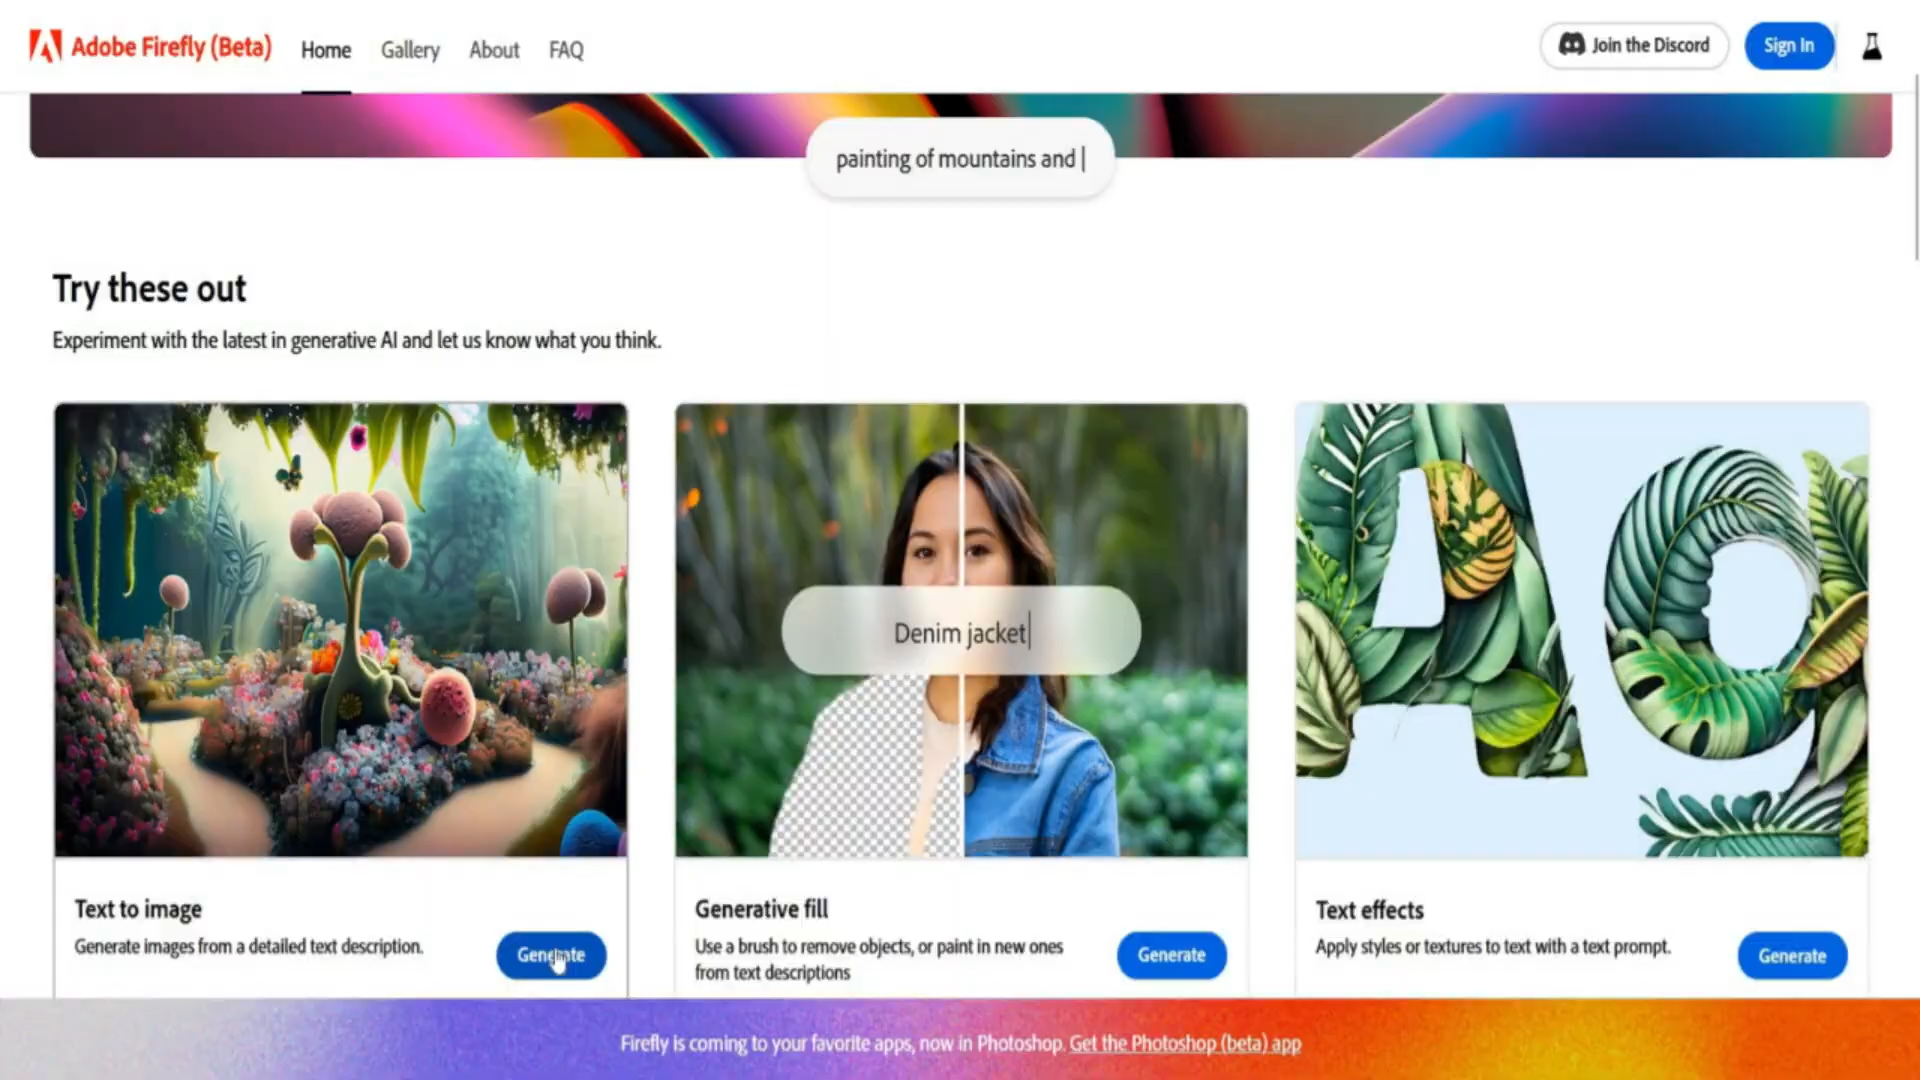 Adobe Firefly (Beta)
Home
Gallery
About
FAQ
Join the Discord
Sign In
painting of mountains and
Try these out
Experiment with the latest in generative AI and let us know what you think.
Denim jacket
Ag
Text to image
Generate images from a detailed text description.
Generate
Generative fill
Use a brush to remove objects, or paint in new ones
from text descriptions
Generate
Text effects
Apply styles or textures to text with a text prompt.
Generate
Firefly is coming to your favorite apps, now in Photoshop. Get the Photoshop (beta) app